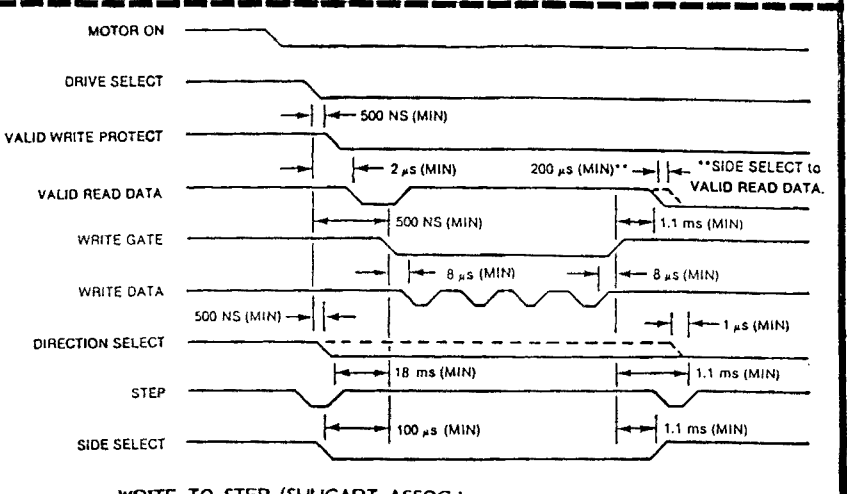 MOTOR ON
DRIVE SELECT
500 NS (MIN)
VALID WRITE PROTECT
2 μs (MIN)
200 μs (MIN)**
**SIDE SELECT to
VALID READ DATA.
VALID READ DATA
500 NS (MIN)
1.1 ms (MIN)
WRITE GATE
8 μs (MIN)
8 μs (MIN)
WRITE DATA
500 NS (MIN)
1 μs (MIN)
DIRECTION SELECT
18 ms (MIN)
1.1 ms (MIN)
STEP
100 μs (MIN)
1.1 ms (MIN)
SIDE SELECT
WRITE TO STEP